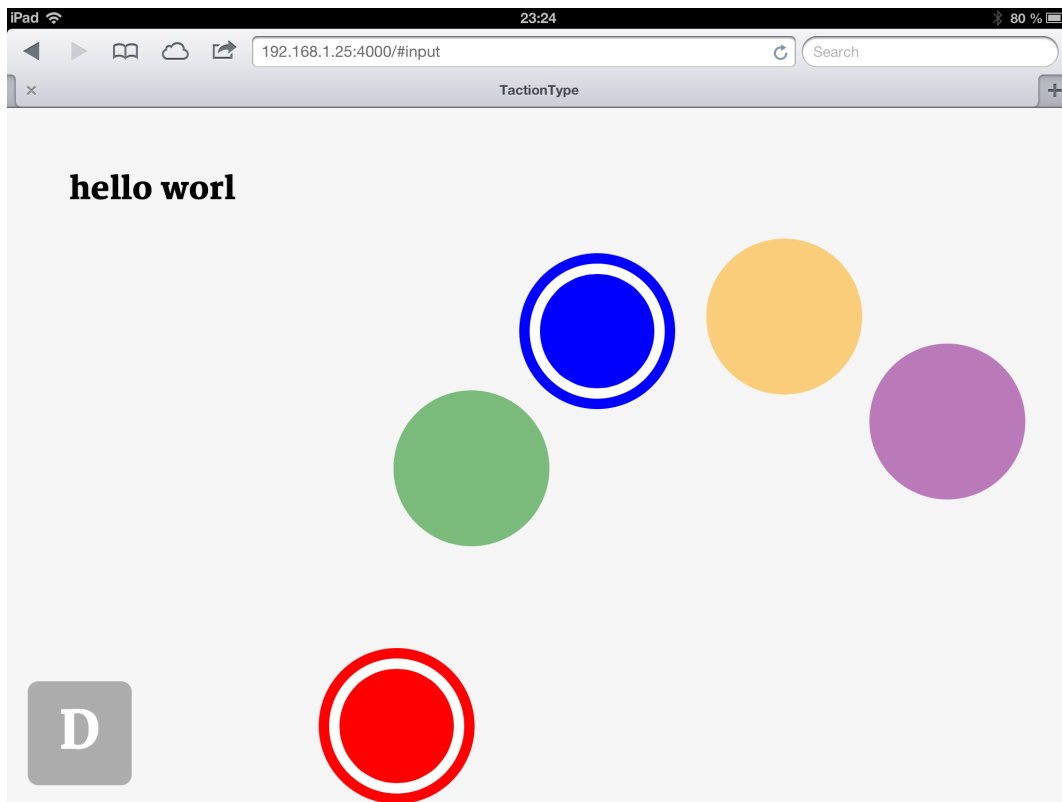 iPad 23:24 80 %
192.168.1.25:4000/#input Search
TactionType
hello worl
D